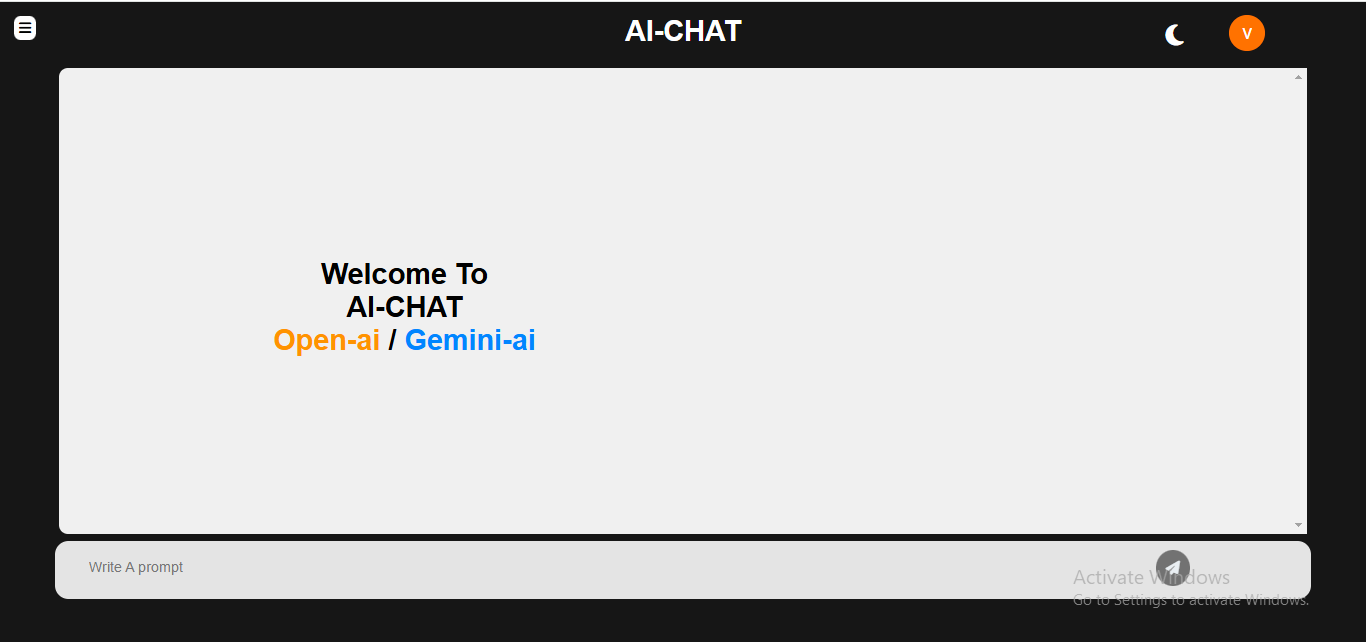 AI-CHAT
V
Welcome To
AI-CHAT
Open-ai / Gemini-ai
Write A prompt
Activate Windows
Go to Settings to activate Windows.